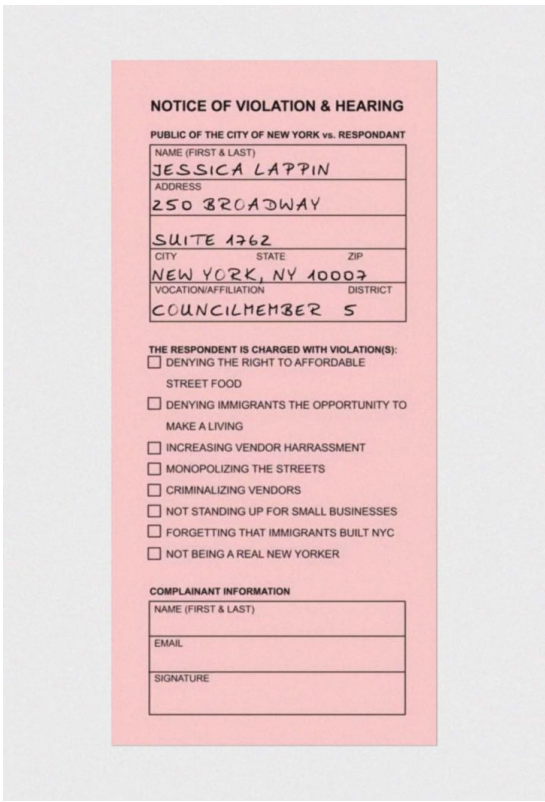 NOTICE OF VIOLATION & HEARING
PUBLIC OF THE CITY OF NEW YORK vs. RESPONDANT
NAME (FIRST & LAST)
JESSICA LAPPIN
ADDRESS
250 BROADWAY
SUITE 1762
CITY STATE ZIP
NEW YORK, NY 10007
VOCATION/AFFILIATION DISTRICT
COUNCILMEMBER 5
THE RESPONDENT IS CHARGED WITH VIOLATION(S):
DENYING THE RIGHT TO AFFORDABLE
STREET FOOD
DENYING IMMIGRANTS THE OPPORTUNITY TO
MAKE A LIVING
INCREASING VENDOR HARRASSMENT
MONOPOLIZING THE STREETS
CRIMINALIZING VENDORS
NOT STANDING UP FOR SMALL BUSINESSES
FORGETTING THAT IMMIGRANTS BUILT NYC
NOT BEING A REAL NEW YORKER
COMPLAINANT INFORMATION
NAME (FIRST & LAST)
EMAIL
SIGNATURE